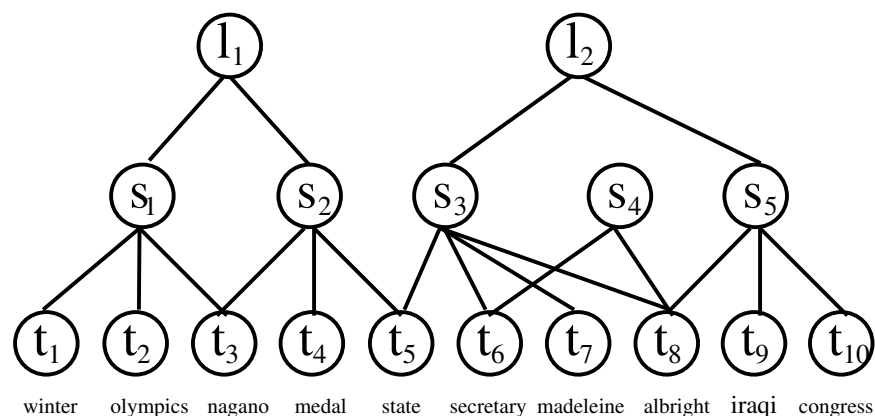 l1 l2
s1 s2 s3 s4 s5
t1 t2 t3 t4 t5 t6 t7 t8 t9 t10
winter olympics nagano medal state secretary madeleine albright iraqi congress